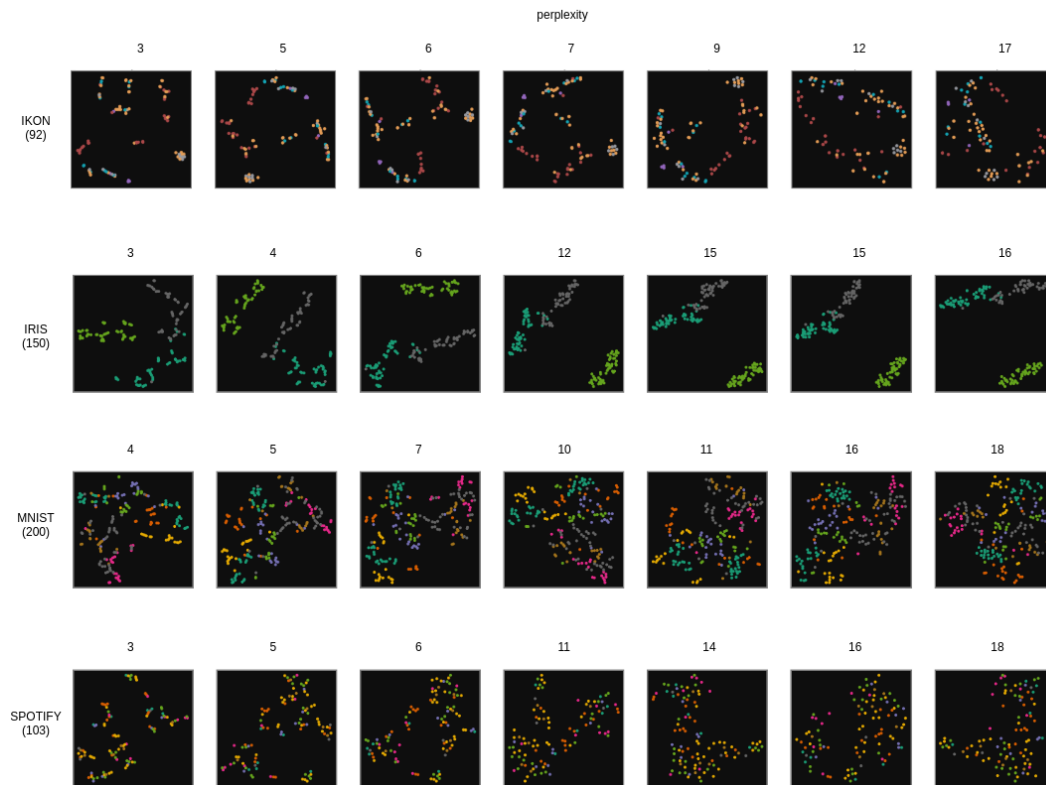 perplexity
3 5 6 7 9 12 17
IKON
(92)
3 4 6 12 15 15 16
IRIS
(150)
4 5 7 10 11 16 18
MNIST
(200)
3 5 6 11 14 16 18
SPOTIFY
(103)